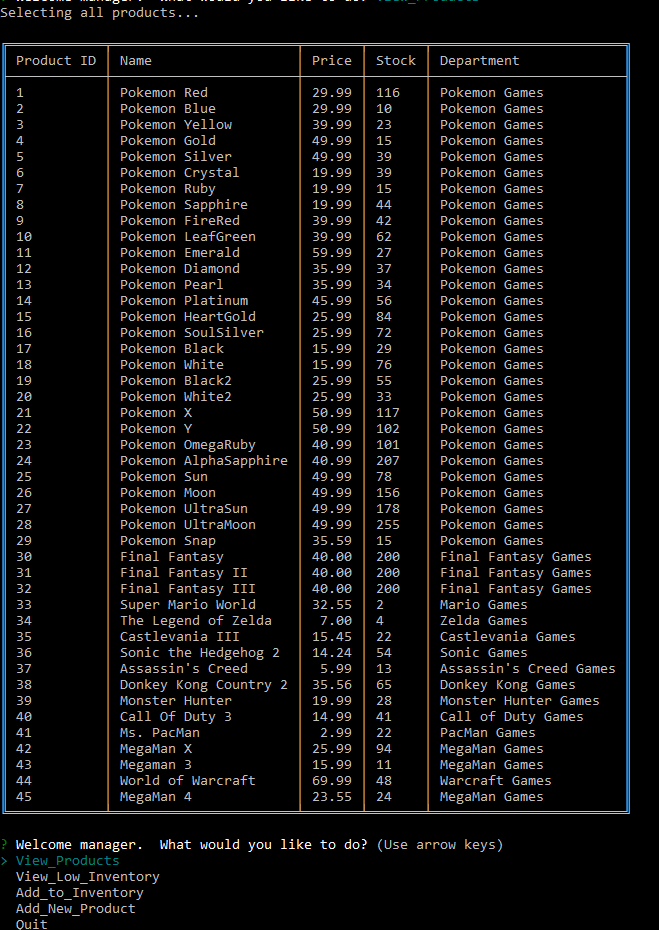 ? Welcome manager.  What would you like to do? View_Products
Selecting all products...
Product ID Name Price Stock Department
1 Pokemon Red 29.99 116 Pokemon Games
2 Pokemon Blue 29.99 10 Pokemon Games
3 Pokemon Yellow 39.99 23 Pokemon Games
4 Pokemon Gold 49.99 15 Pokemon Games
5 Pokemon Silver 49.99 39 Pokemon Games
6 Pokemon Crystal 19.99 39 Pokemon Games
7 Pokemon Ruby 19.99 15 Pokemon Games
8 Pokemon Sapphire 19.99 44 Pokemon Games
9 Pokemon FireRed 39.99 42 Pokemon Games
10 Pokemon LeafGreen 39.99 62 Pokemon Games
11 Pokemon Emerald 59.99 27 Pokemon Games
12 Pokemon Diamond 35.99 37 Pokemon Games
13 Pokemon Pearl 35.99 34 Pokemon Games
14 Pokemon Platinum 45.99 56 Pokemon Games
15 Pokemon HeartGold 25.99 84 Pokemon Games
16 Pokemon SoulSilver 25.99 72 Pokemon Games
17 Pokemon Black 15.99 29 Pokemon Games
18 Pokemon White 15.99 76 Pokemon Games
19 Pokemon Black2 25.99 55 Pokemon Games
20 Pokemon White2 25.99 33 Pokemon Games
21 Pokemon X 50.99 117 Pokemon Games
22 Pokemon Y 50.99 102 Pokemon Games
23 Pokemon OmegaRuby 40.99 101 Pokemon Games
24 Pokemon AlphaSapphire 40.99 207 Pokemon Games
25 Pokemon Sun 49.99 78 Pokemon Games
26 Pokemon Moon 49.99 156 Pokemon Games
27 Pokemon UltraSun 49.99 178 Pokemon Games
28 Pokemon UltraMoon 49.99 255 Pokemon Games
29 Pokemon Snap 35.59 15 Pokemon Games
30 Final Fantasy 40.00 200 Final Fantasy Games
31 Final Fantasy II 40.00 200 Final Fantasy Games
32 Final Fantasy III 40.00 200 Final Fantasy Games
33 Super Mario World 32.55 2 Mario Games
34 The Legend of Zelda 7.00 4 Zelda Games
35 Castlevania III 15.45 22 Castlevania Games
36 Sonic the Hedgehog 2 14.24 54 Sonic Games
37 Assassin's Creed 5.99 13 Assassin's Creed Games
38 Donkey Kong Country 2 35.56 65 Donkey Kong Games
39 Monster Hunter 19.99 28 Monster Hunter Games
40 Call Of Duty 3 14.99 41 Call of Duty Games
41 Ms. PacMan 2.99 22 PacMan Games
42 MegaMan X 25.99 94 MegaMan Games
43 Megaman 3 15.99 11 MegaMan Games
44 World of Warcraft 69.99 48 Warcraft Games
45 MegaMan 4 23.55 24 MegaMan Games
? Welcome manager.  What would you like to do? (Use arrow keys)
> View_Products
View_Low_Inventory
Add_to_Inventory
Add_New_Product
Quit